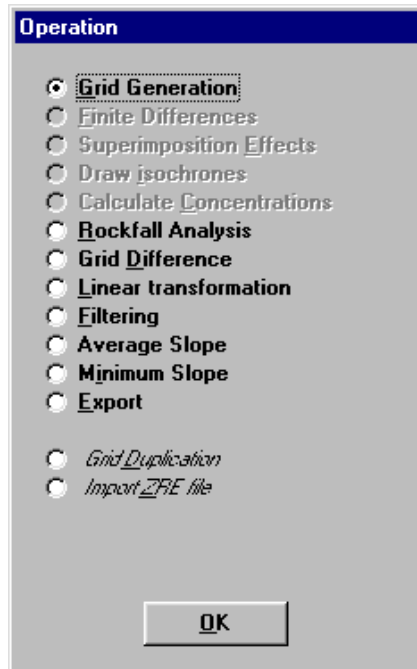 Operation
Grid Generation
Finite Differences
Superimposition Effects
Draw isochrones
Calculate Concentrations
Rockfall Analysis
Grid Difference
Linear transformation
Filtering
Average Slope
Minimum Slope
Export
Grid Duplication
Import ZRE file
OK